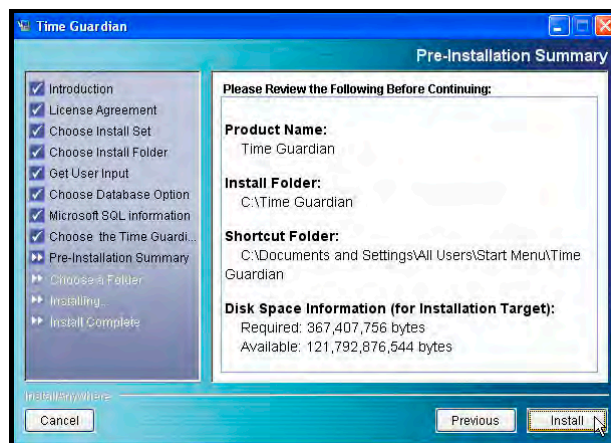 Time Guardian
Pre-Installation Summary
Introduction
License Agreement
Choose Install Set
Choose Install Folder
Get User Input
Choose Database Option
Microsoft SQL information
Choose the Time Guardi...
Pre-Installation Summary
Choose a Folder
Installing...
Install Complete
Please Review the Following Before Continuing:
Product Name:
Time Guardian
Install Folder:
C:\Time Guardian
Shortcut Folder:
C:\Documents and Settings\All Users\Start Menu\Time
Guardian
Disk Space Information (for Installation Target):
Required: 367,407,756 bytes
Available: 121,792,876,544 bytes
InstallAnywhere
Cancel
Previous
Install